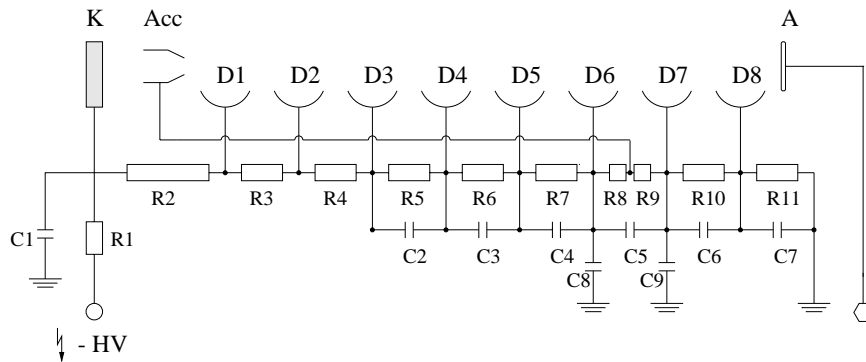 K Acc A
D1 D2 D3 D4 D5 D6 D7 D8
R2 R3 R4 R5 R6 R7 R8 R9 R10 R11
C1 R1 C2 C3 C4 C5 C6 C7
C8 C9
- HV